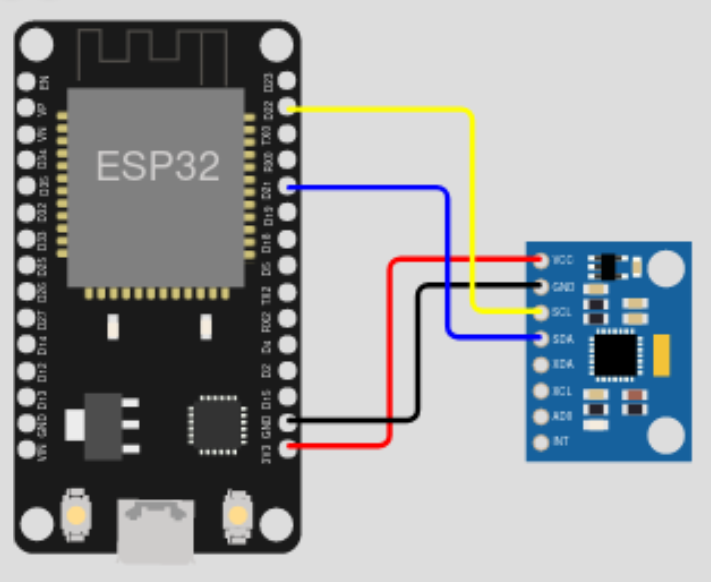 EN
VP
VN
D34
D35
D32
D33
D25
D26
D27
D14
D12
D13
GND
VIN
ESP32
D23
D22
TX0
RX0
D21
D19
D18
D5
TX2
RX2
D4
D2
D15
GND
3V3
VCC
GND
SCL
SDA
XDA
XCL
AD0
INT